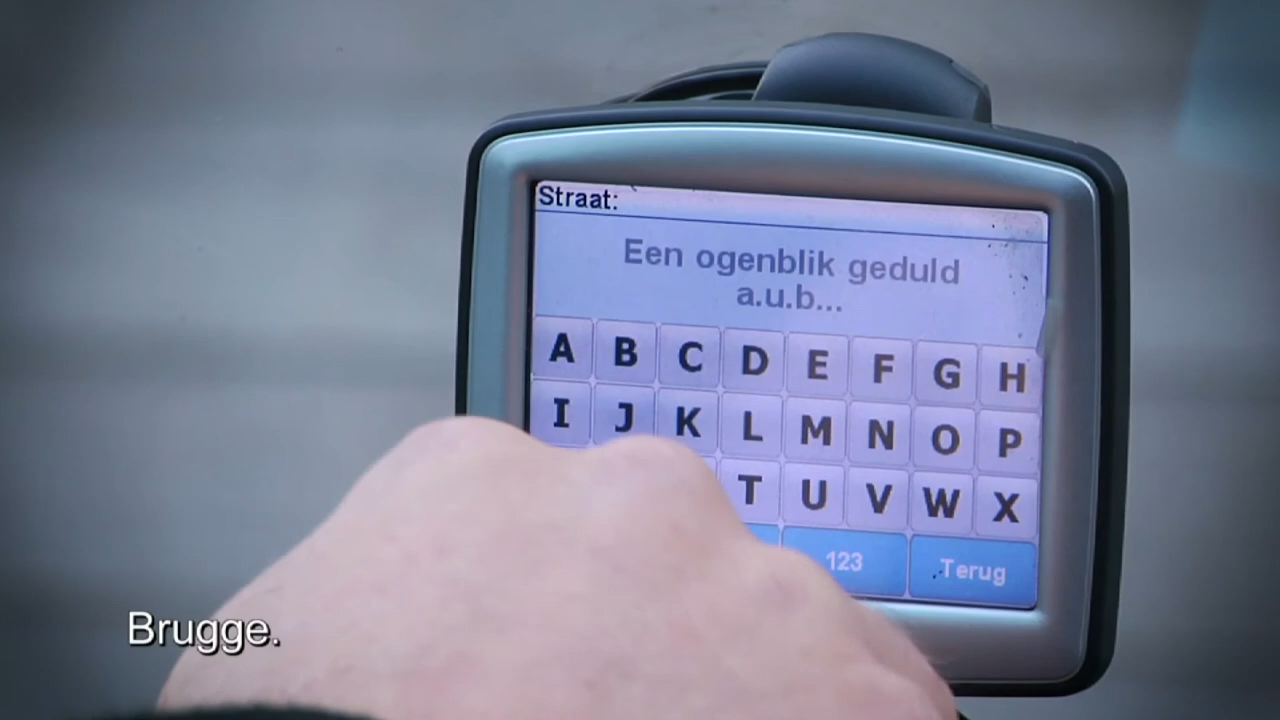 Straat:
Een ogenblik geduld
a.u.b...
A B C D E F G H
I J K L M N O P
T U V W X
123 Terug
Brugge.